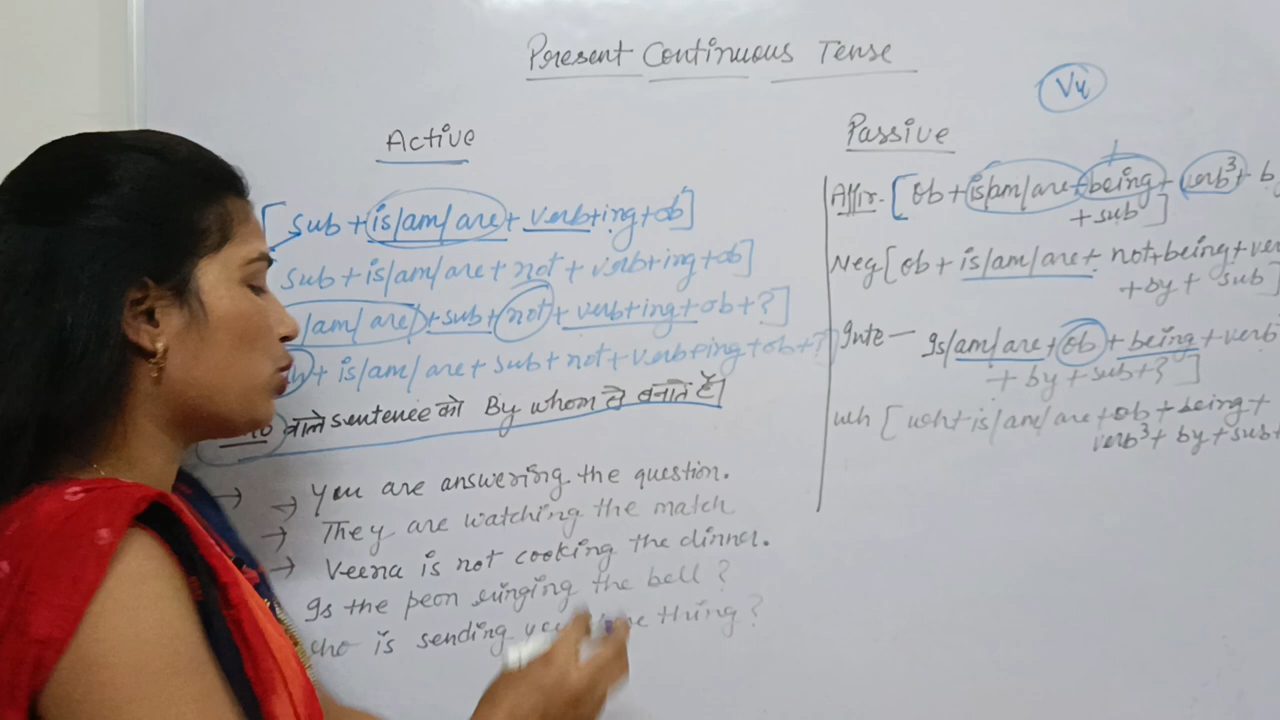 Present Continuous Tense
V4
Active
[sub + is/am/are + verb+ing + ob]
sub + is/am/are + not + verb+ing + ob]
/am/are) + sub + not + verb+ing + ob + ?]
+ is/am/are + sub + not + verb+ing + ob + ?
वाले sentence को By whom से बनाते हैं।
→ → You are answering the question.
→ They are watching the match
→ Veena is not cooking the dinner.
Is the peon ringing the bell ?
is sending thing ?
Passive
Affir. [ob + is/am/are + being + verb³ + b
+ sub]
Neg [ob + is/am/are + not + being + ver
+ by + sub]
Inte — Is/am/are + ob + being + verb
+ by + sub + ? ]
wh [wh + is/am/are + ob + being +
verb³ + by + sub +